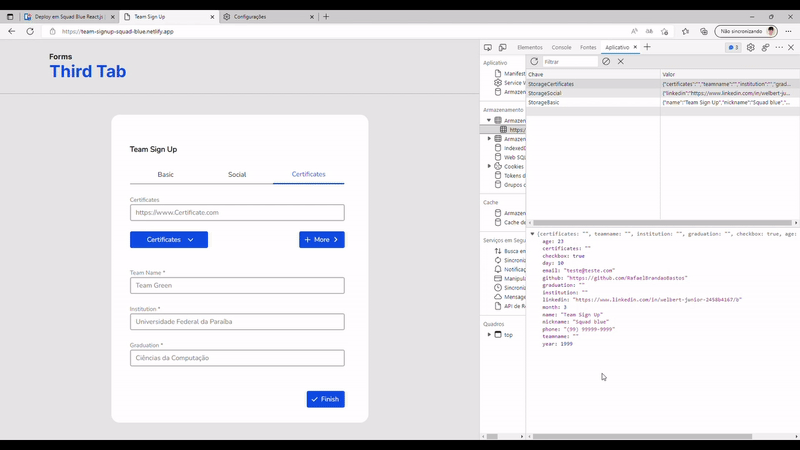 Deploy em Squad Blue React.js |
Team Sign Up
Configurações
https://team-signup-squad-blue.netlify.app
Não sincronizando
Forms
Third Tab
Team Sign Up
Basic
Social
Certificates
Certificates
https://www.Certificate.com
Certificates
More
Team Name *
Team Green
Institution *
Universidade Federal da Paraíba
Graduation *
Ciências da Computação
Finish
Elementos
Console
Fontes
Aplicativo
3
Aplicativo
Manifest
Service W
Armazen
Armazenamento
Armazen
https:/
Armazen
IndexedD
Web SQL
Cookies
Tokens d
Grupos d
Cache
Armazen
Cache de
Serviços em Segu
Busca en
Sincroniz
Notificaç
Manipula
Sincroniz
Mensage
API de R
Quadros
top
Filtrar
Chave
Valor
StorageCertificates
{"certificates":"","teamname":"","institution":"","grad...
StorageSocial
{"linkedin":"https://www.linkedin.com/in/welbert-ju...
StorageBasic
{"name":"Team Sign Up","nickname":"Squad blue",...
{certificates: "", teamname: "", institution: "", graduation: "", checkbox: true, age:
age: 23
certificates: ""
checkbox: true
day: 10
email: "teste@teste.com"
github: "https://github.com/RafaelBrandaoBastos"
graduation: ""
institution: ""
linkedin: "https://www.linkedin.com/in/welbert-junior-2458b4167/b"
month: 3
name: "Team Sign Up"
nickname: "Squad blue"
phone: "(99) 99999-9999"
teamname: ""
year: 1999